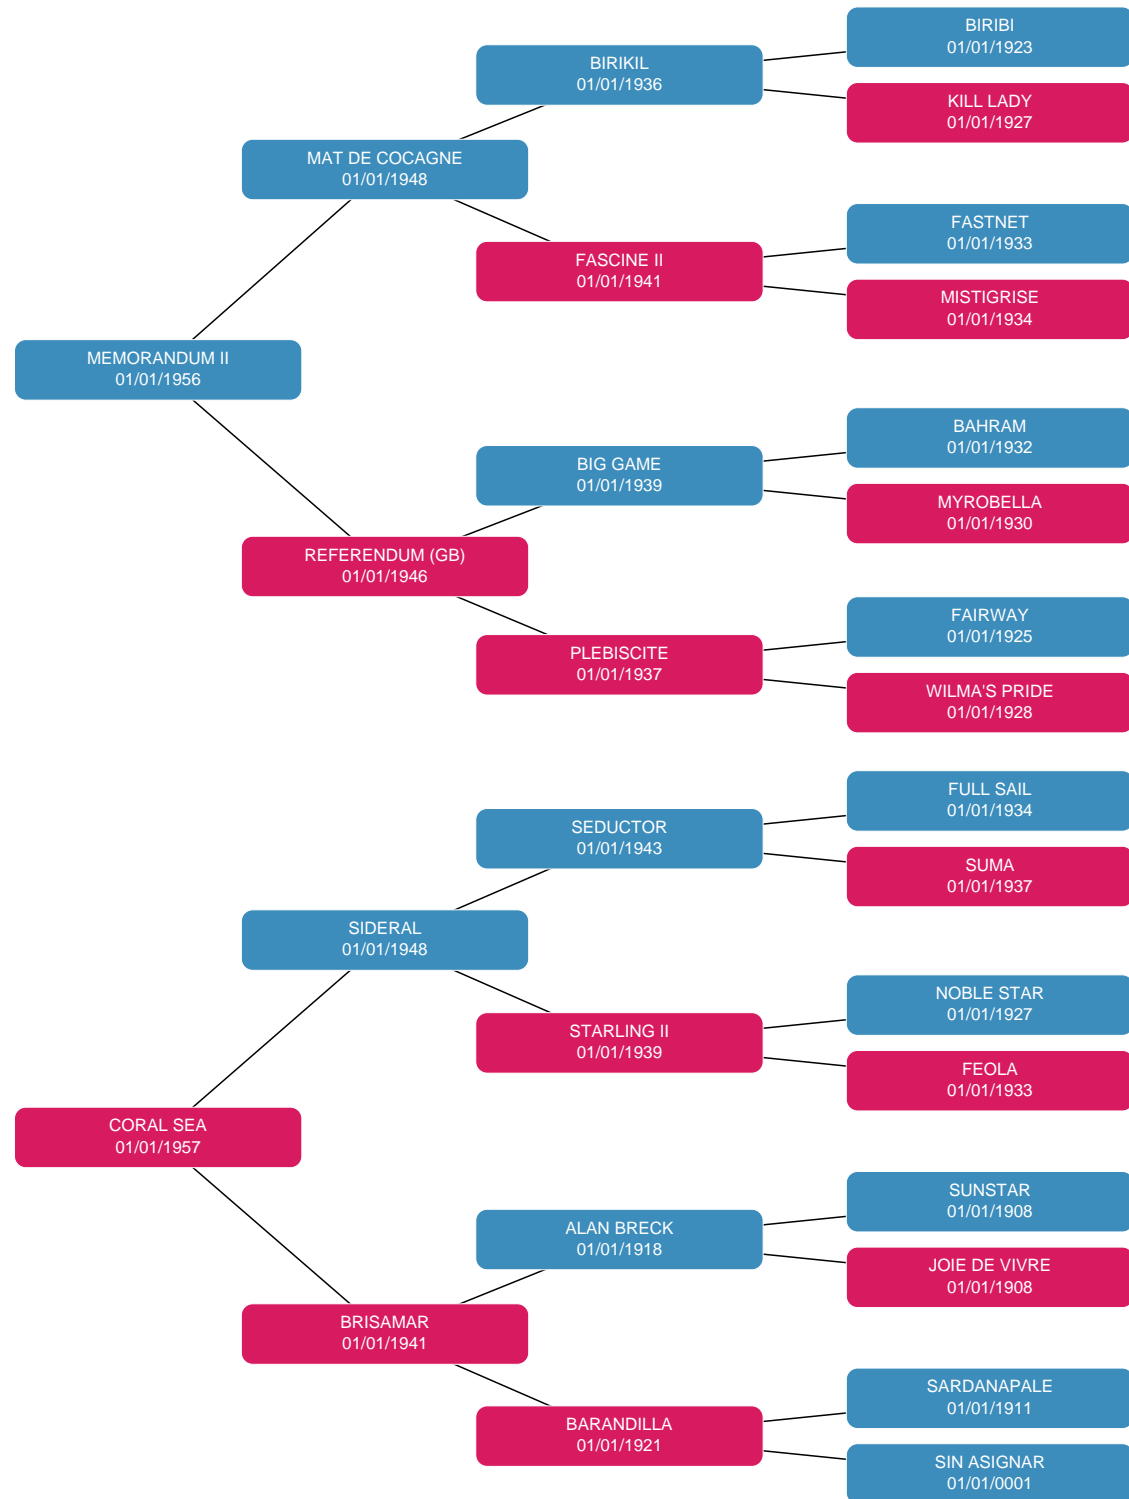 BIRIBI
01/01/1923
BIRIKIL
01/01/1936
KILL LADY
01/01/1927
MAT DE COCAGNE
01/01/1948
FASTNET
01/01/1933
FASCINE II
01/01/1941
MISTIGRISE
01/01/1934
MEMORANDUM II
01/01/1956
BAHRAM
01/01/1932
BIG GAME
01/01/1939
MYROBELLA
01/01/1930
REFERENDUM (GB)
01/01/1946
FAIRWAY
01/01/1925
PLEBISCITE
01/01/1937
WILMA'S PRIDE
01/01/1928
FULL SAIL
01/01/1934
SEDUCTOR
01/01/1943
SUMA
01/01/1937
SIDERAL
01/01/1948
NOBLE STAR
01/01/1927
STARLING II
01/01/1939
FEOLA
01/01/1933
CORAL SEA
01/01/1957
SUNSTAR
01/01/1908
ALAN BRECK
01/01/1918
JOIE DE VIVRE
01/01/1908
BRISAMAR
01/01/1941
SARDANAPALE
01/01/1911
BARANDILLA
01/01/1921
SIN ASIGNAR
01/01/0001